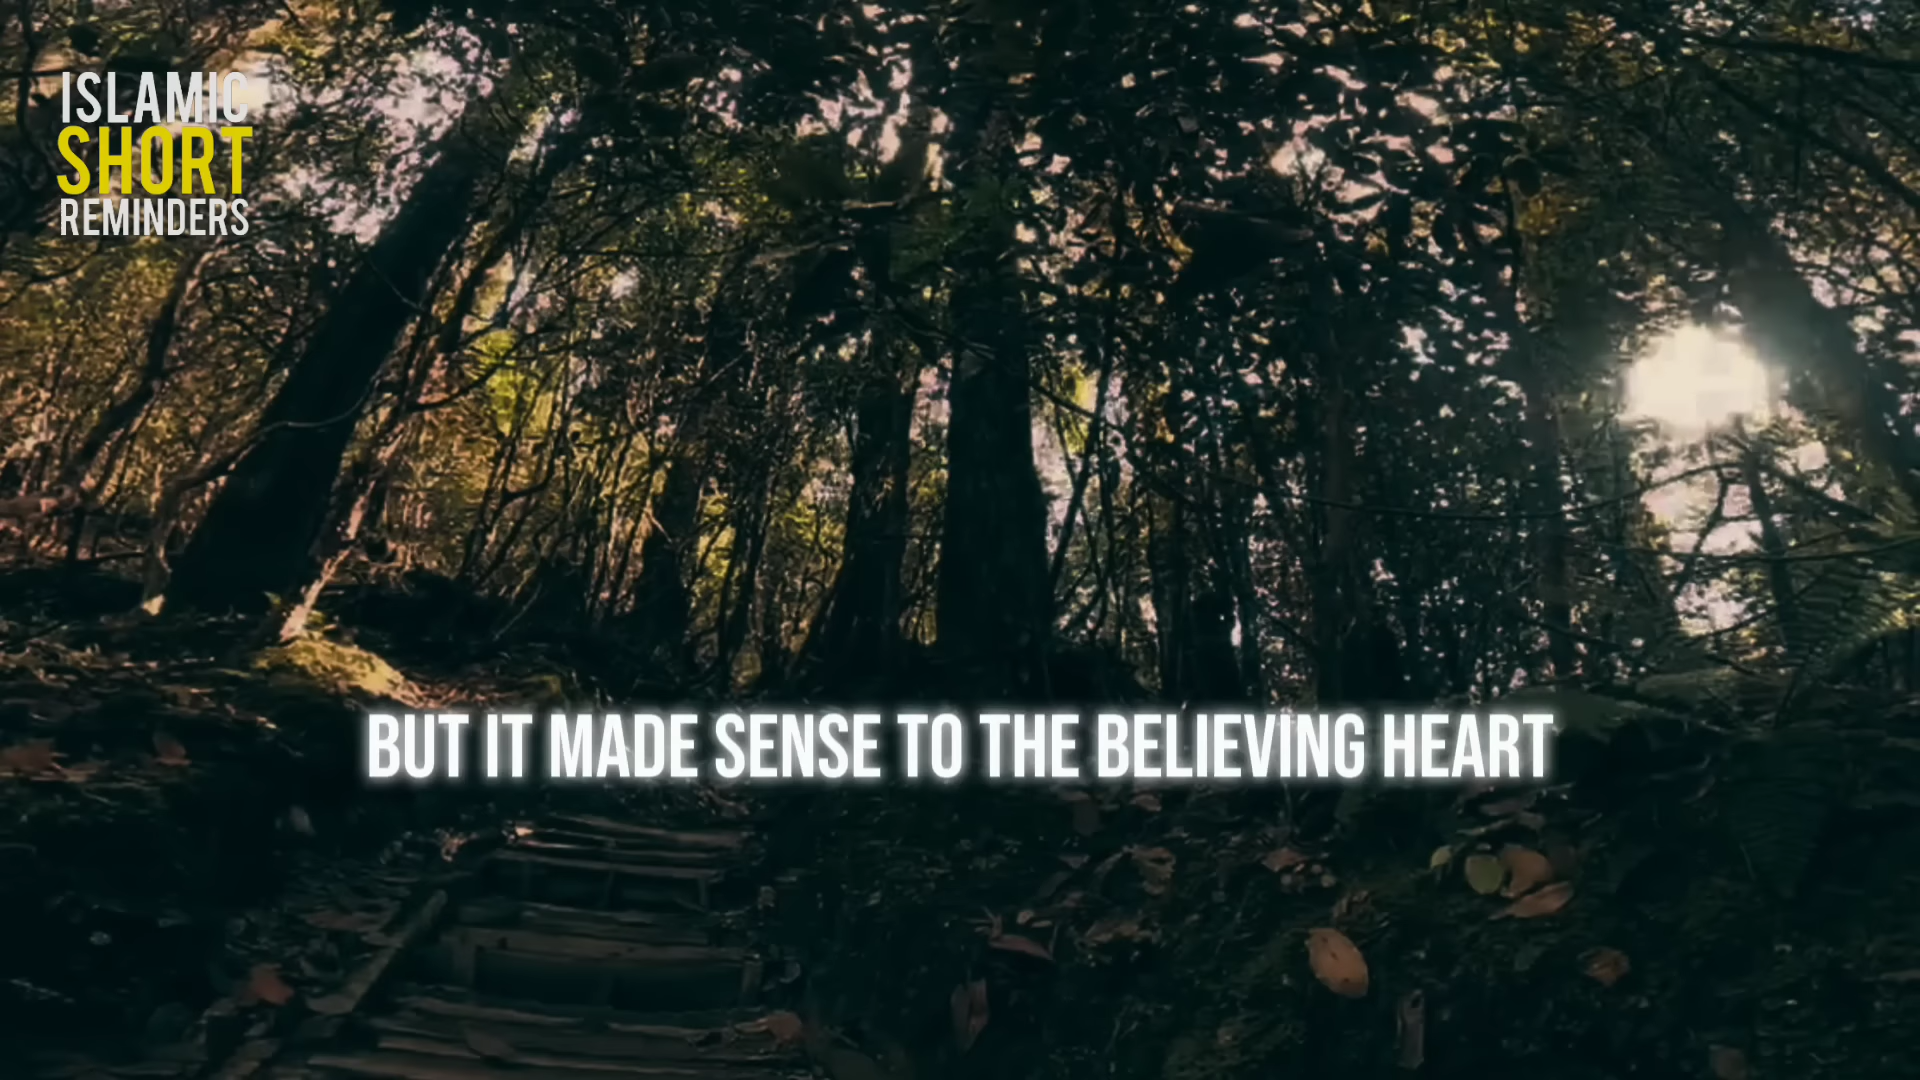 ISLAMIC
SHORT
REMINDERS
BUT IT MADE SENSE TO THE BELIEVING HEART